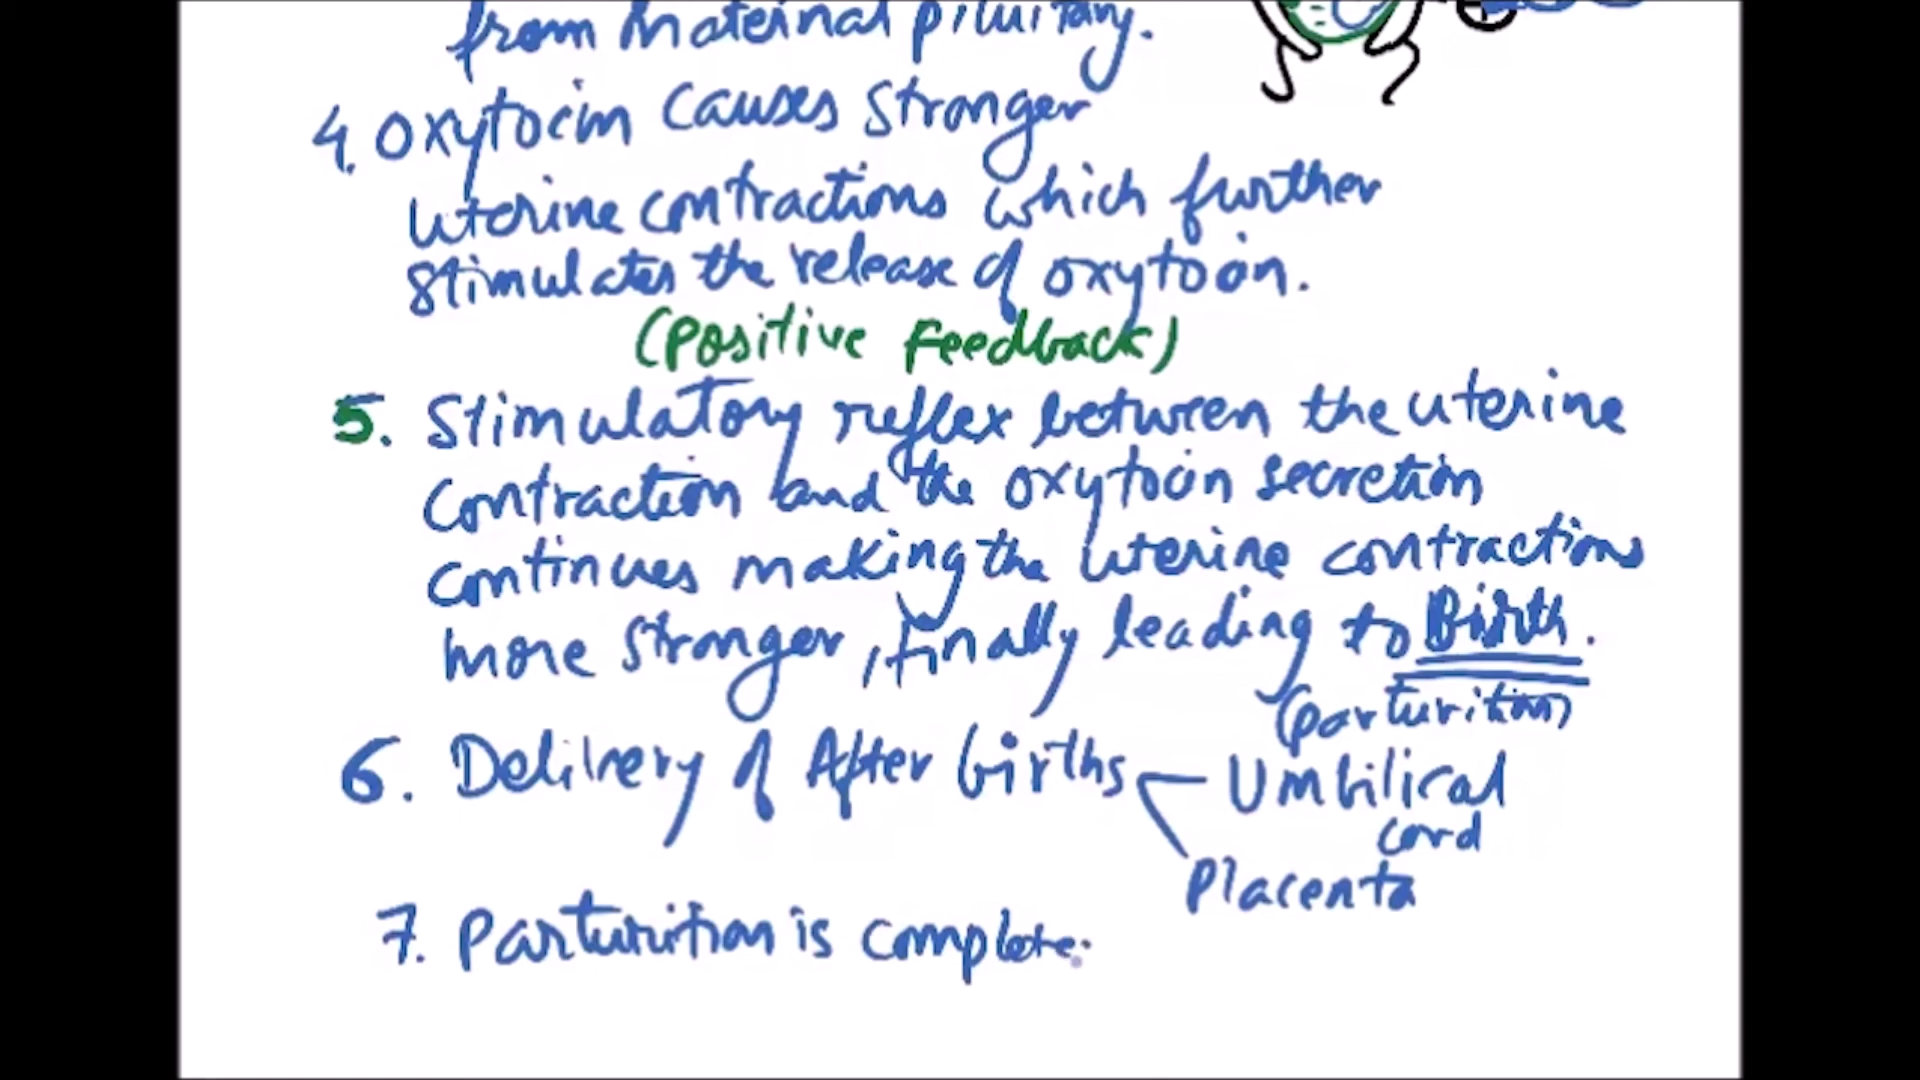 from maternal pituitary.
4. Oxytocin causes stronger
uterine contractions which further
stimulates the release of oxytocin.
(Positive Feedback)
5. Stimulatory reflex between the uterine
contraction and the oxytocin secretion
continues making the uterine contractions
more stronger, finally leading to Birth.
(parturition)
6. Delivery of After births
Umbilical
cord
Placenta
7. Parturition is complete.